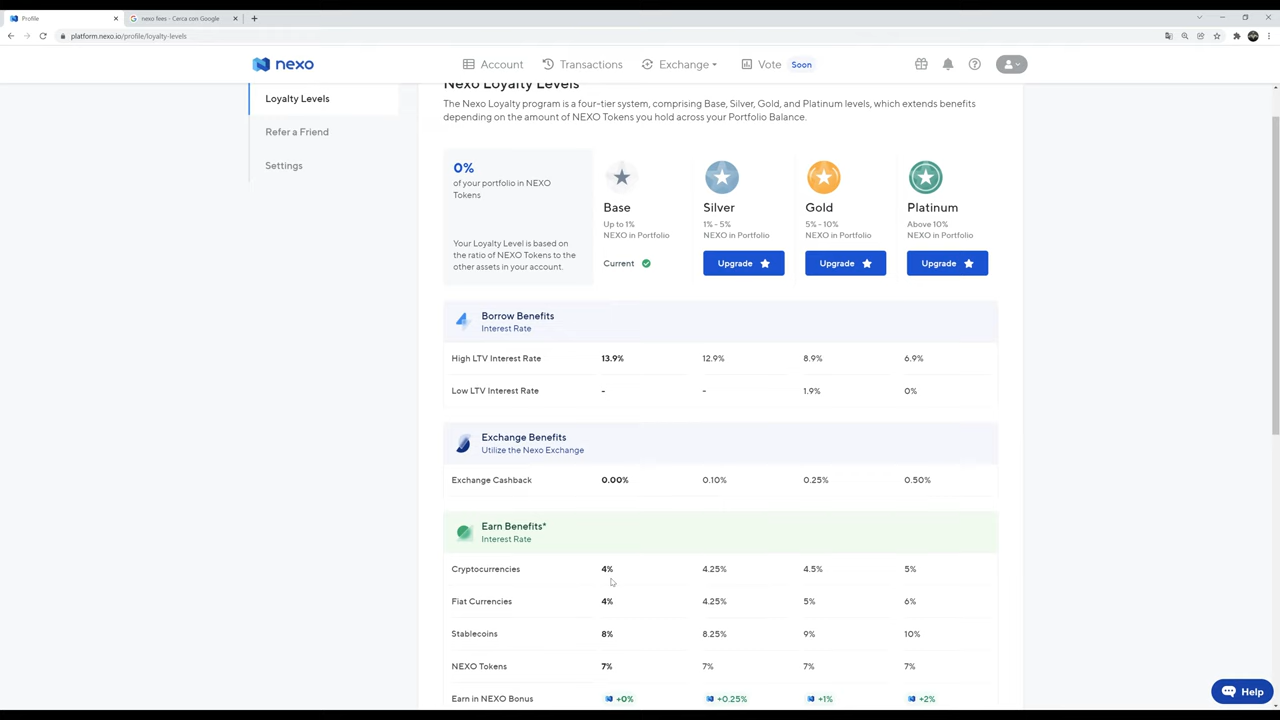 Profile
nexo fees - Cerca con Google
platform.nexo.io/profile/loyalty-levels
nexo
Account
Transactions
Exchange
Vote
Soon
Loyalty Levels
Refer a Friend
Settings
Nexo Loyalty Levels
The Nexo Loyalty program is a four-tier system, comprising Base, Silver, Gold, and Platinum levels, which extends benefits
depending on the amount of NEXO Tokens you hold across your Portfolio Balance.
0%
of your portfolio in NEXO
Tokens
Your Loyalty Level is based on
the ratio of NEXO Tokens to the
other assets in your account.
Base
Up to 1%
NEXO in Portfolio
Current
Silver
1% - 5%
NEXO in Portfolio
Upgrade
Gold
5% - 10%
NEXO in Portfolio
Upgrade
Platinum
Above 10%
NEXO in Portfolio
Upgrade
Borrow Benefits
Interest Rate
High LTV Interest Rate 13.9% 12.9% 8.9% 6.9%
Low LTV Interest Rate - - 1.9% 0%
Exchange Benefits
Utilize the Nexo Exchange
Exchange Cashback 0.00% 0.10% 0.25% 0.50%
Earn Benefits*
Interest Rate
Cryptocurrencies 4% 4.25% 4.5% 5%
Fiat Currencies 4% 4.25% 5% 6%
Stablecoins 8% 8.25% 9% 10%
NEXO Tokens 7% 7% 7% 7%
Earn in NEXO Bonus +0% +0.25% +1% +2%
Help